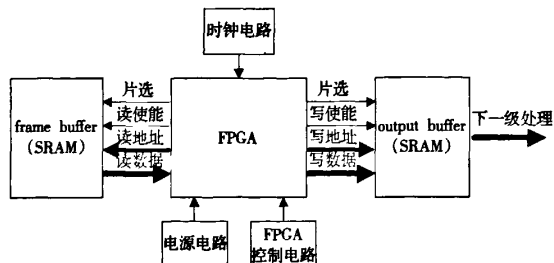 时钟电路
片选
读使能
读地址
读数据
frame buffer
(SRAM)
FPGA
片选
写使能
写地址
写数据
output buffer
(SRAM)
下一级处理
电源电路
FPGA
控制电路